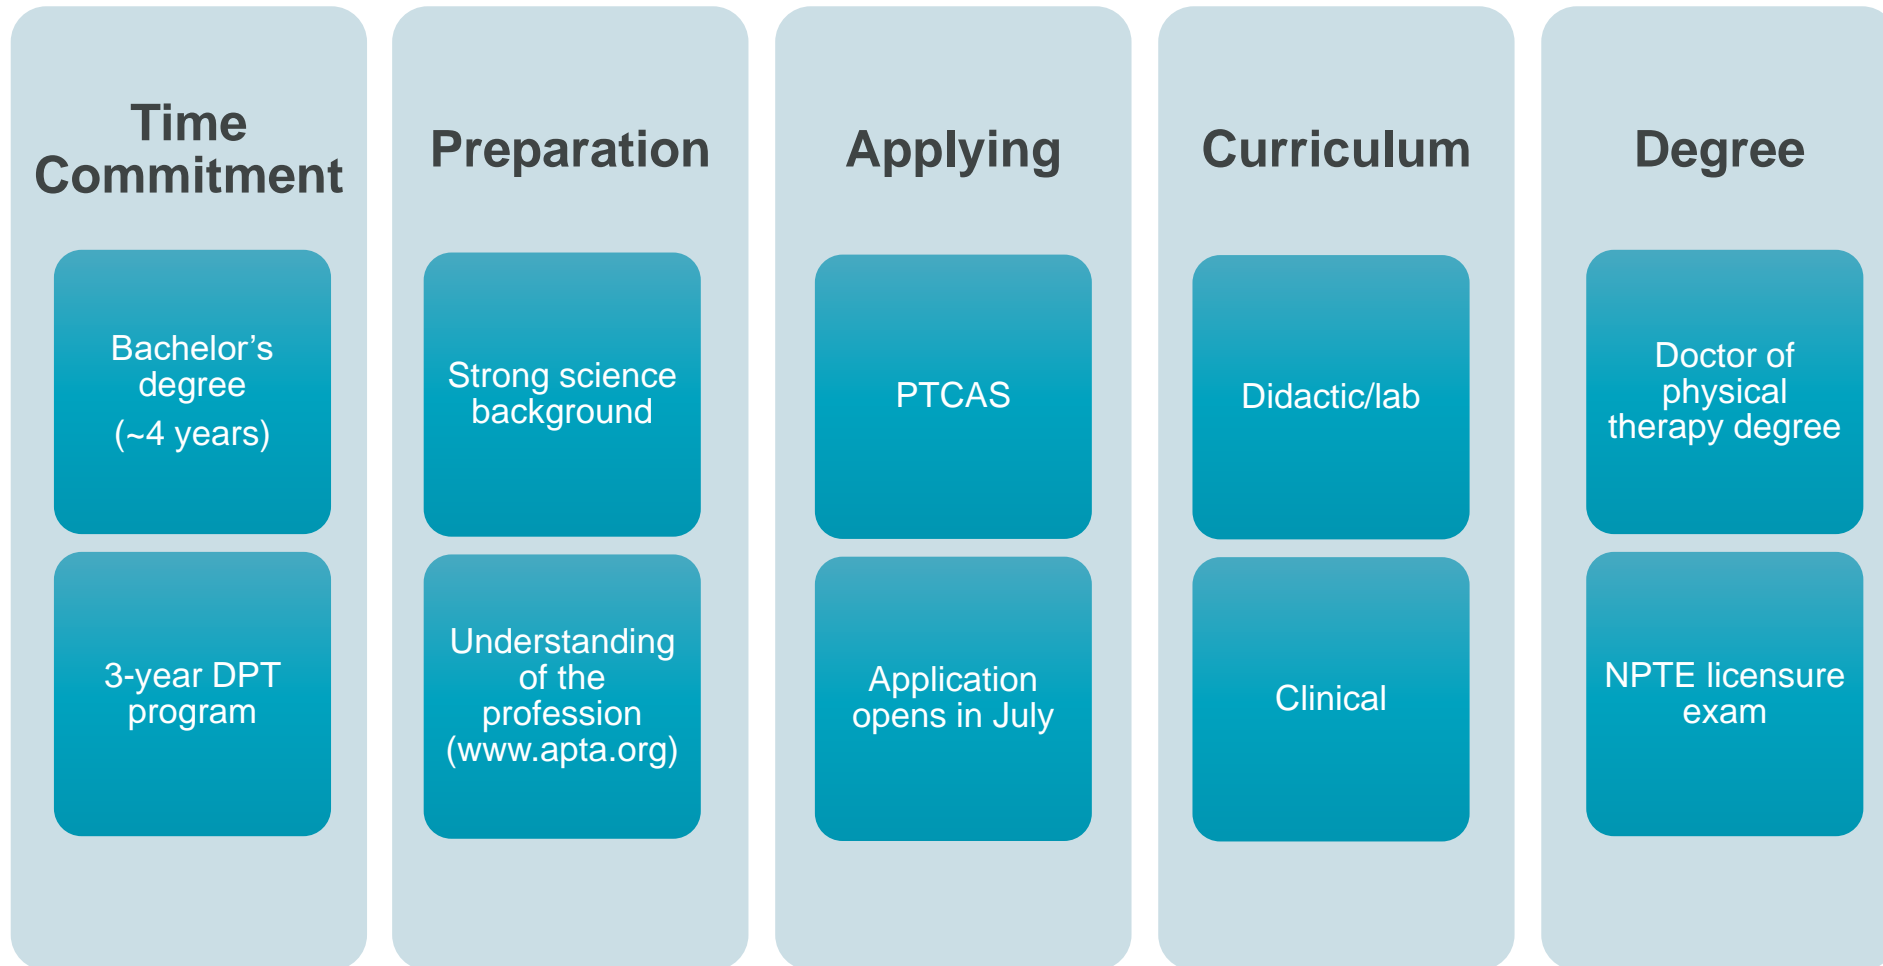 Time
Commitment
Bachelor’s
degree
(~4 years)
3-year DPT
program
Preparation
Strong science
background
Understanding
of the
profession
(www.apta.org)
Applying
PTCAS
Application
opens in July
Curriculum
Didactic/lab
Clinical
Degree
Doctor of
physical
therapy degree
NPTE licensure
exam